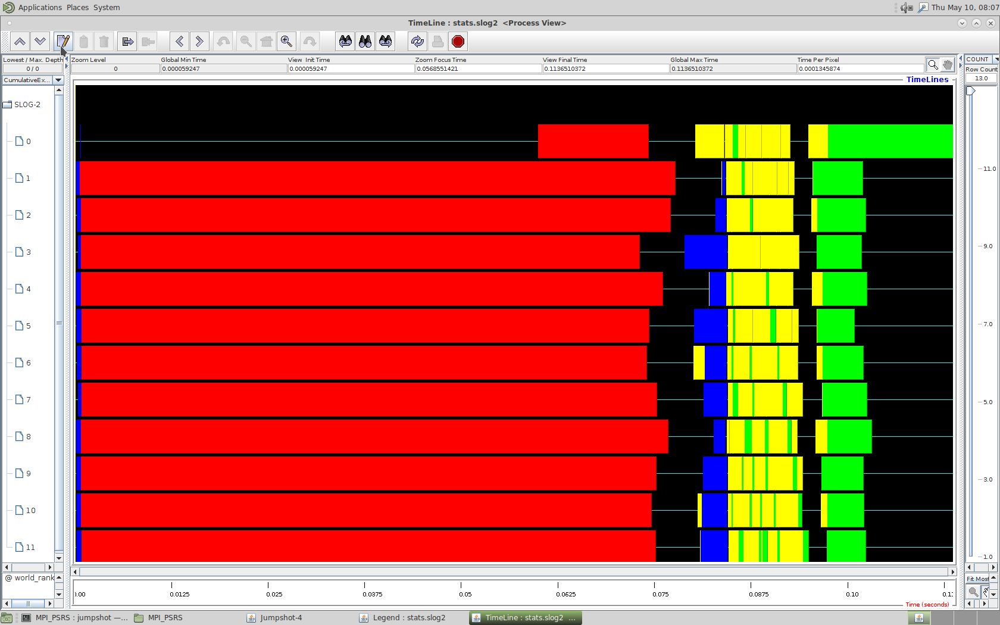 Applications Places System
Thu May 10, 08:07
TimeLine : stats.slog2 <Process View>
Lowest / Max. Depth
0 / 0
Zoom Level
0
Global Min Time
0.000059247
View Init Time
0.000059247
Zoom Focus Time
0.0568551421
View Final Time
0.1136510372
Global Max Time
0.1136510372
Time Per Pixel
0.0001345874
COUNT
Row Count
13.0
CumulativeEx...
TimeLines
SLOG-2
0
1
2
3
4
5
6
7
8
9
10
11
11.0
9.0
7.0
5.0
3.0
1.0
@ world_rank
Fit Most
0.0125
0.025
0.0375
0.05
0.0625
0.075
0.0875
0.10
Time (seconds)
MPI_PSRS : jumpshot —...
MPI_PSRS
Jumpshot-4
Legend : stats.slog2
TimeLine : stats.slog2 ...